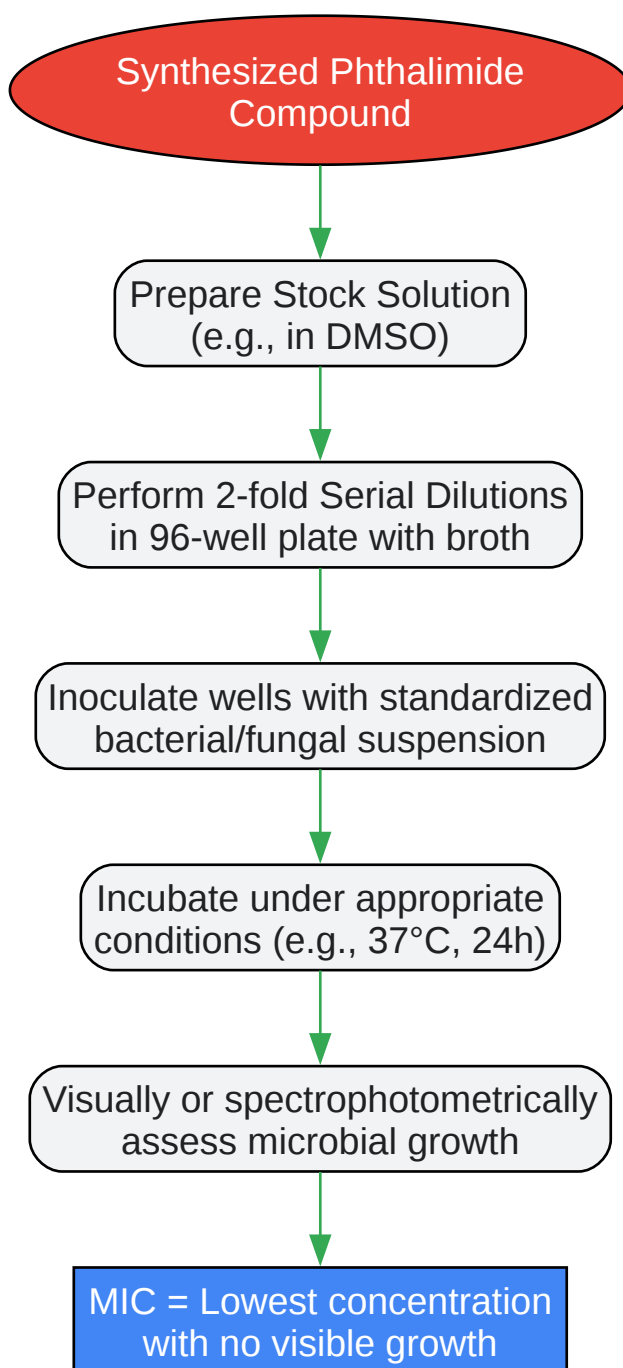 Synthesized Phthalimide
Compound
Prepare Stock Solution
(e.g., in DMSO)
Perform 2-fold Serial Dilutions
in 96-well plate with broth
Inoculate wells with standardized
bacterial/fungal suspension
Incubate under appropriate
conditions (e.g., 37°C, 24h)
Visually or spectrophotometrically
assess microbial growth
MIC = Lowest concentration
with no visible growth